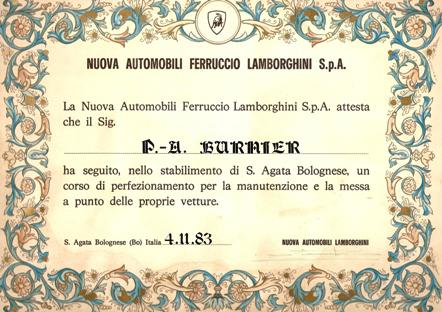 NUOVA AUTOMOBILI FERRUCCIO LAMBORGHINI S.p.A.
La Nuova Automobili Ferruccio Lamborghini S.p.A. attesta
che il Sig.
P.-A. BURNIER
ha seguito, nello stabilimento di S. Agata Bolognese, un
corso di perfezionamento per la manutenzione e la messa
a punto delle proprie vetture.
S. Agata Bolognese (Bo) Italia 4.11.83
NUOVA AUTOMOBILI LAMBORGHINI